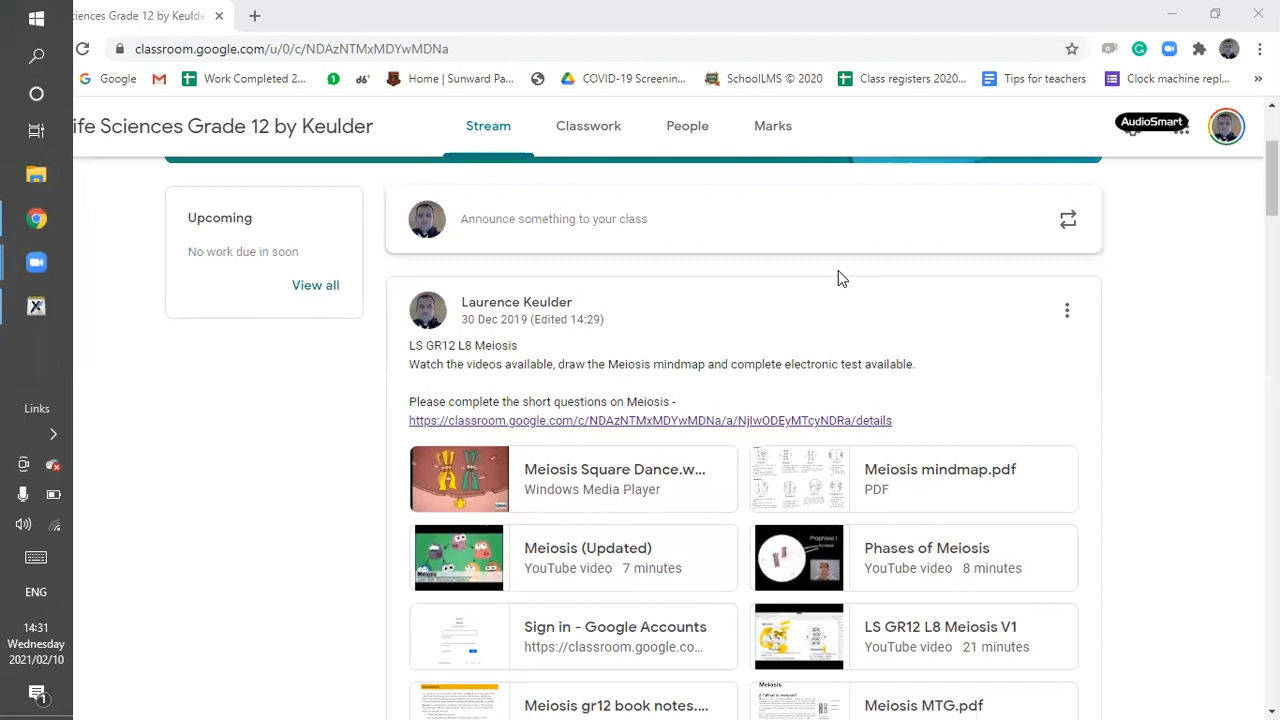 ciences Grade 12 by Keulde
classroom.google.com/u/0/c/NDAzNTMxMDYwMDNa
Google
Work Completed 2...
Home | Sunward Pa...
COVID-19 Screenin...
SchoolLMS © 2020
Class registers 2020...
Tips for teachers
Clock machine repl...
ife Sciences Grade 12 by Keulder
Stream
Classwork
People
Marks
AudioSmart
Upcoming
No work due in soon
View all
Announce something to your class
Laurence Keulder
30 Dec 2019 (Edited 14:29)
LS GR12 L8 Meiosis
Watch the videos available, draw the Meiosis mindmap and complete electronic test available.
Please complete the short questions on Meiosis -
https://classroom.google.com/c/NDAzNTMxMDYwMDNa/a/NjIwODEyMTcyNDRa/details
Meiosis Square Dance.w...
Windows Media Player
Meiosis mindmap.pdf
PDF
Meiosis (Updated)
YouTube video 7 minutes
Prophase I
Phases of Meiosis
YouTube video 8 minutes
Sign in - Google Accounts
https://classroom.google.co...
LS GR12 L8 Meiosis V1
YouTube video 21 minutes
Meiosis
Links
ENG
14:31
Wednesday
2021/02/10